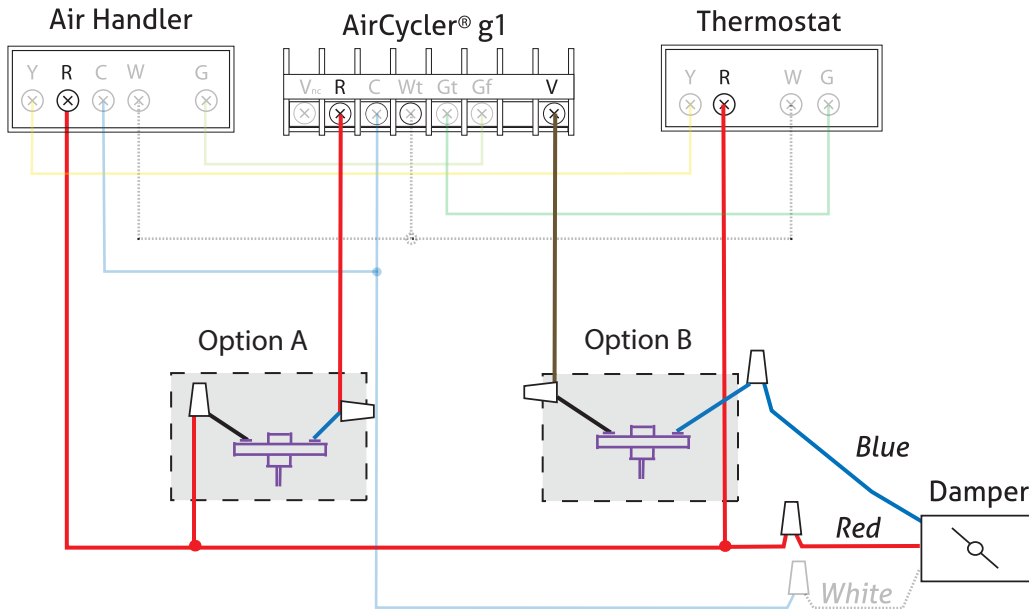 Air Handler
AirCycler® g1
Thermostat
Y R C W G
Vnc R C Wt Gt Gf V
Y R W G
Option A
Option B
Blue
Damper
Red
White